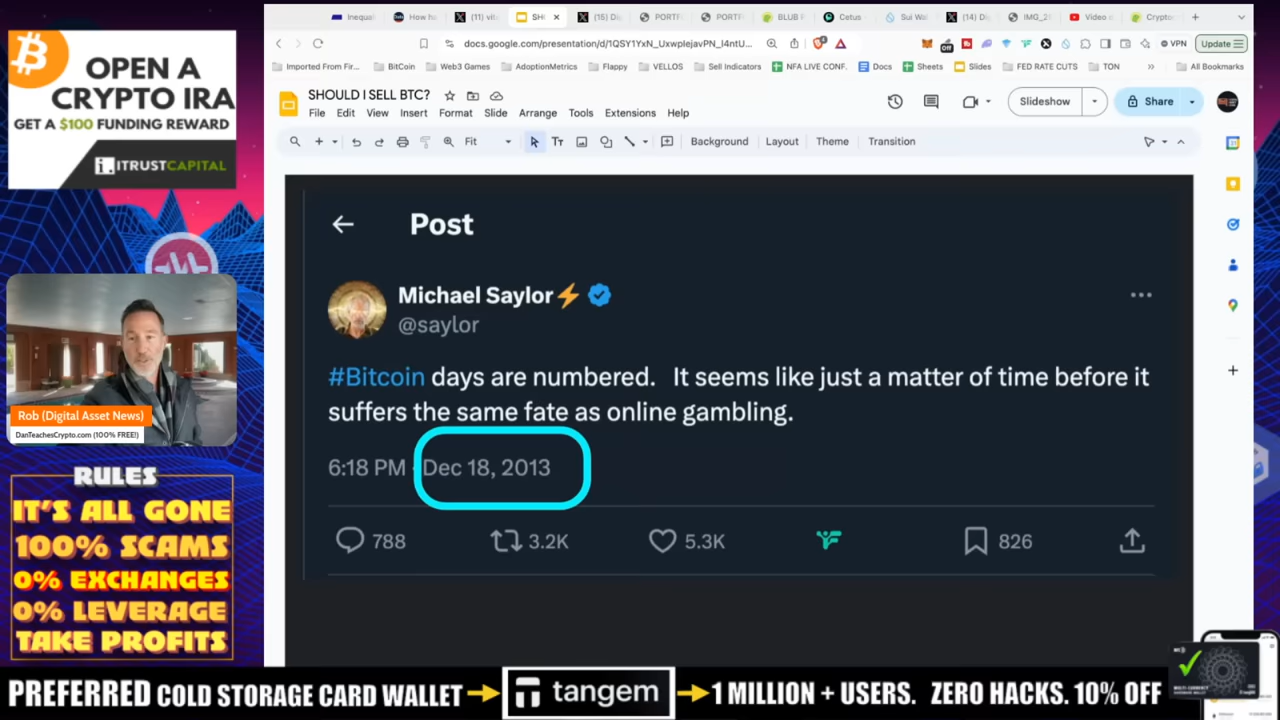 OPEN A
CRYPTO IRA
GET A $100 FUNDING REWARD
i.iTRUSTCAPITAL
Rob (Digital Asset News)
DanTeachesCrypto.com (100% FREE!)
RULES
IT'S ALL GONE
100% SCAMS
0% EXCHANGES
0% LEVERAGE
TAKE PROFITS
Inequal
How ha
(11) vita
SHO
(15) Di
PORTF
PORTF
BLUB F
Cetus
Sui Wal
(14) Di
IMG_2
Video c
Crypto
docs.google.com/presentation/d/1QSY1YxN_UxwplejavPN_I4ntU...
Off
VPN
Update
Imported From Fir...
BitCoin
Web3 Games
AdoptionMetrics
Flappy
VELLOS
Sell Indicators
NFA LIVE CONF.
Docs
Sheets
Slides
FED RATE CUTS
TON
All Bookmarks
SHOULD I SELL BTC?
File Edit View Insert Format Slide Arrange Tools Extensions Help
Slideshow
Share
Fit
Background Layout Theme Transition
Post
Michael Saylor⚡
@saylor
#Bitcoin days are numbered. It seems like just a matter of time before it
suffers the same fate as online gambling.
6:18 PM · Dec 18, 2013
788 3.2K 5.3K 826
PREFERRED COLD STORAGE CARD WALLET tangem 1 MILLION + USERS. ZERO HACKS. 10% OFF